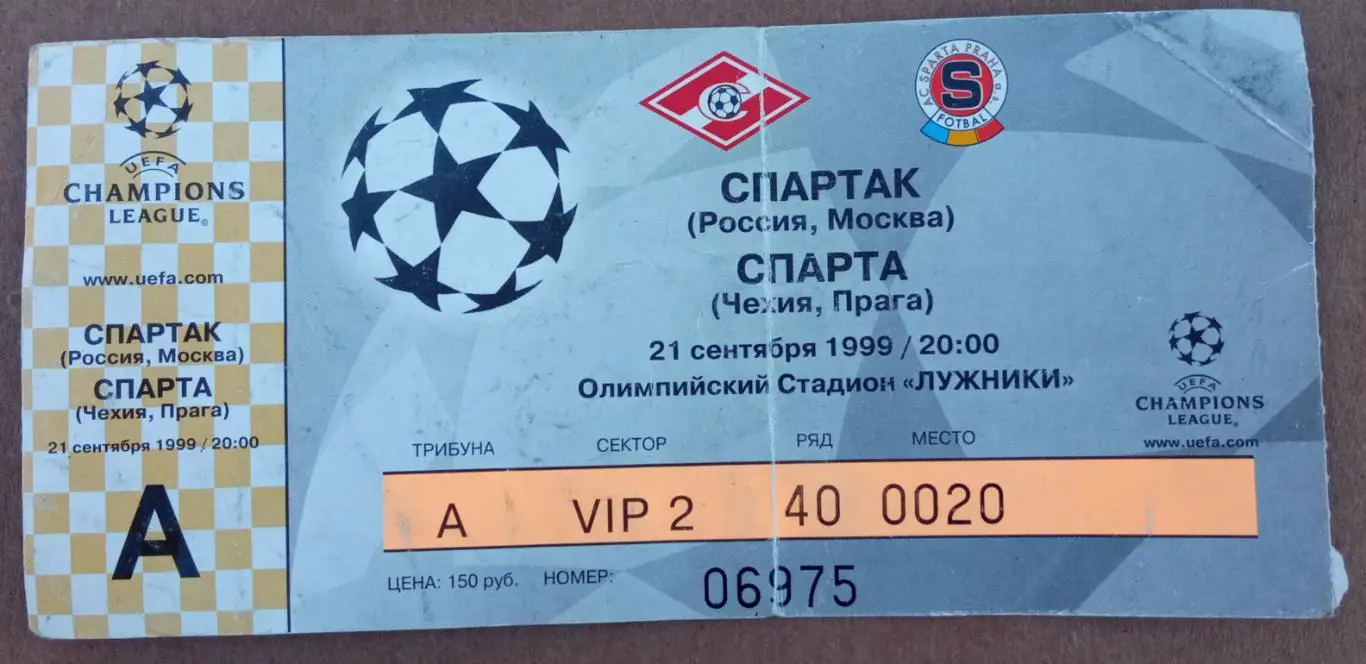 UEFA
CHAMPIONS
LEAGUE®
www.uefa.com
СПАРТАК
(Россия, Москва)
СПАРТА
(Чехия, Прага)
21 сентября 1999 / 20:00
A
AC SPARTA PRAHA a.s.
S
FOTBAL
С
СПАРТАК
(Россия, Москва)
СПАРТА
(Чехия, Прага)
21 сентября 1999 / 20:00
Олимпийский Стадион «ЛУЖНИКИ»
UEFA
CHAMPIONS
LEAGUE®
www.uefa.com
ТРИБУНА СЕКТОР РЯД МЕСТО
A VIP 2 40 0020
ЦЕНА: 150 руб. НОМЕР: 06975